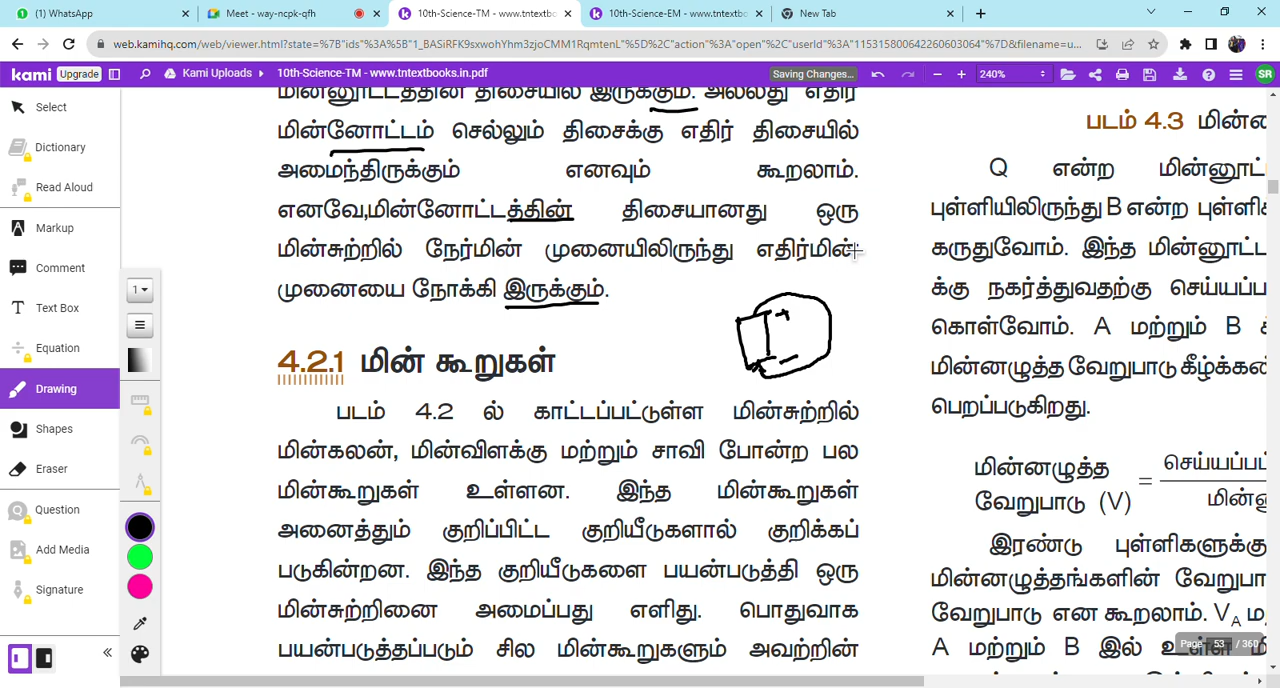 (1) WhatsApp
Meet - way-ncpk-qfh
10th-Science-TM - www.tntextbo
10th-Science-EM - www.tntextbo
New Tab
web.kamihq.com/web/viewer.html?state=%7B"ids"%3A%5B"1_BASiRFK9sxwohYhm3zjoCMM1RqmtenL"%5D%2C"action"%3A"open"%2C"userId"%3A"115315800642260603064"%7D&filename=u...
kami Upgrade
Kami Uploads
10th-Science-TM - www.tntextbooks.in.pdf
Saving Changes...
240%
SR
Select
Dictionary
Read Aloud
Markup
Comment
Text Box
Equation
Drawing
Shapes
Eraser
Question
Add Media
Signature
1
மின்னூட்டத்தின் திசையில் இருக்கும். அல்லது எதிர்
மின்னோட்டம் செல்லும் திசைக்கு எதிர் திசையில்
அமைந்திருக்கும் எனவும் கூறலாம்.
எனவே,மின்னோட்டத்தின் திசையானது ஒரு
மின்சுற்றில் நேர்மின் முனையிலிருந்து எதிர்மின்
முனையை நோக்கி இருக்கும்.
4.2.1 மின் கூறுகள்
படம் 4.2 ல் காட்டப்பட்டுள்ள மின்சுற்றில்
மின்கலன், மின்விளக்கு மற்றும் சாவி போன்ற பல
மின்கூறுகள் உள்ளன. இந்த மின்கூறுகள்
அனைத்தும் குறிப்பிட்ட குறியீடுகளால் குறிக்கப்
படுகின்றன. இந்த குறியீடுகளை பயன்படுத்தி ஒரு
மின்சுற்றினை அமைப்பது எளிது. பொதுவாக
பயன்படுத்தப்படும் சில மின்கூறுகளும் அவற்றின்
படம் 4.3
Q என்ற
புள்ளியிலிருந்து B என்ற
கருதுவோம். இந்த
க்கு நகர்த்துவதற்கு
கொள்வோம். A மற்றும் B
மின்னழுத்த வேறுபாடு
பெறப்படுகிறது.
மின்னழுத்த
வேறுபாடு (V) =
இரண்டு புள்ளிகளுக்கு
மின்னழுத்தங்களின்
வேறுபாடு என கூறலாம். VA
A மற்றும் B இல்
Page 53 / 360